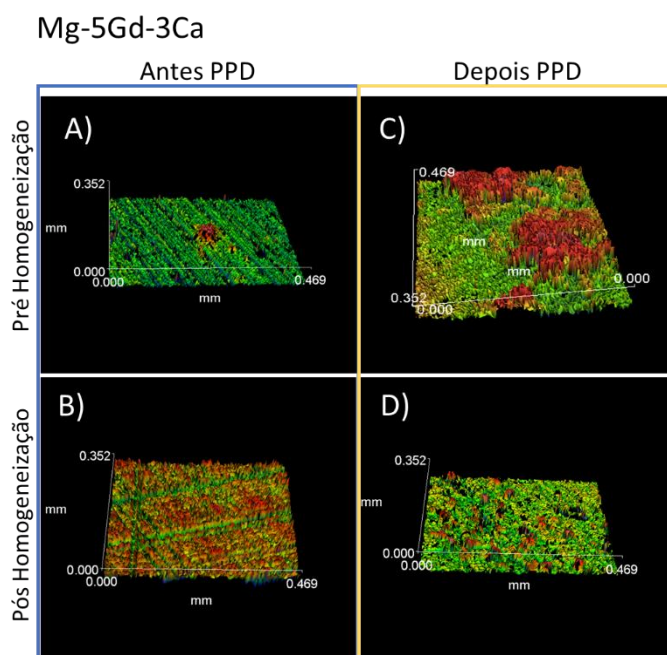 Mg-5Gd-3Ca
Antes PPD
Depois PPD
Pré Homogeneização
A)
0.352
mm
0.000
0.000
mm
0.469
C)
0.469
mm
mm
0.000
0.352
0.000
Pós Homogeneização
B)
0.352
mm
0.000
0.000
mm
0.469
D)
0.352
mm
0.000
0.000
mm
0.469